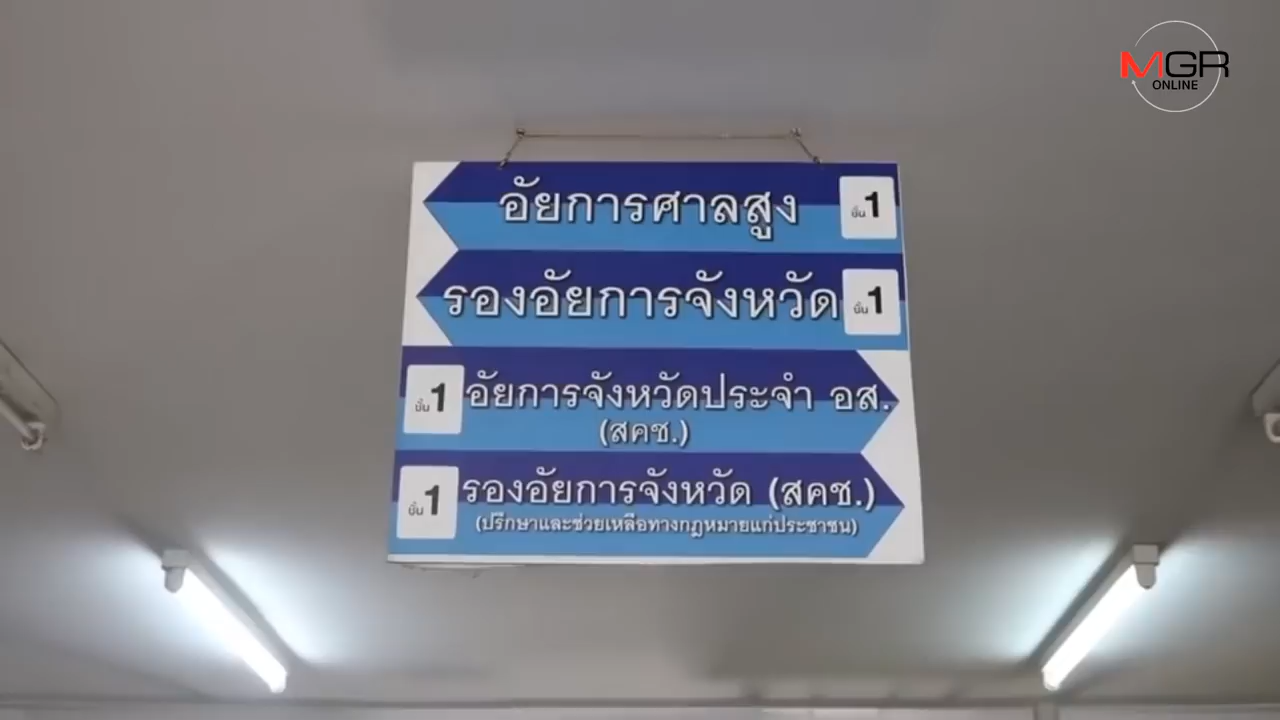 MGR
ONLINE
อัยการศาลสูง ชั้น 1
รองอัยการจังหวัด ชั้น 1
ชั้น 1 อัยการจังหวัดประจำ อส.
(สคช.)
ชั้น 1 รองอัยการจังหวัด (สคช.)
(ปรึกษาและช่วยเหลือทางกฎหมายแก่ประชาชน)